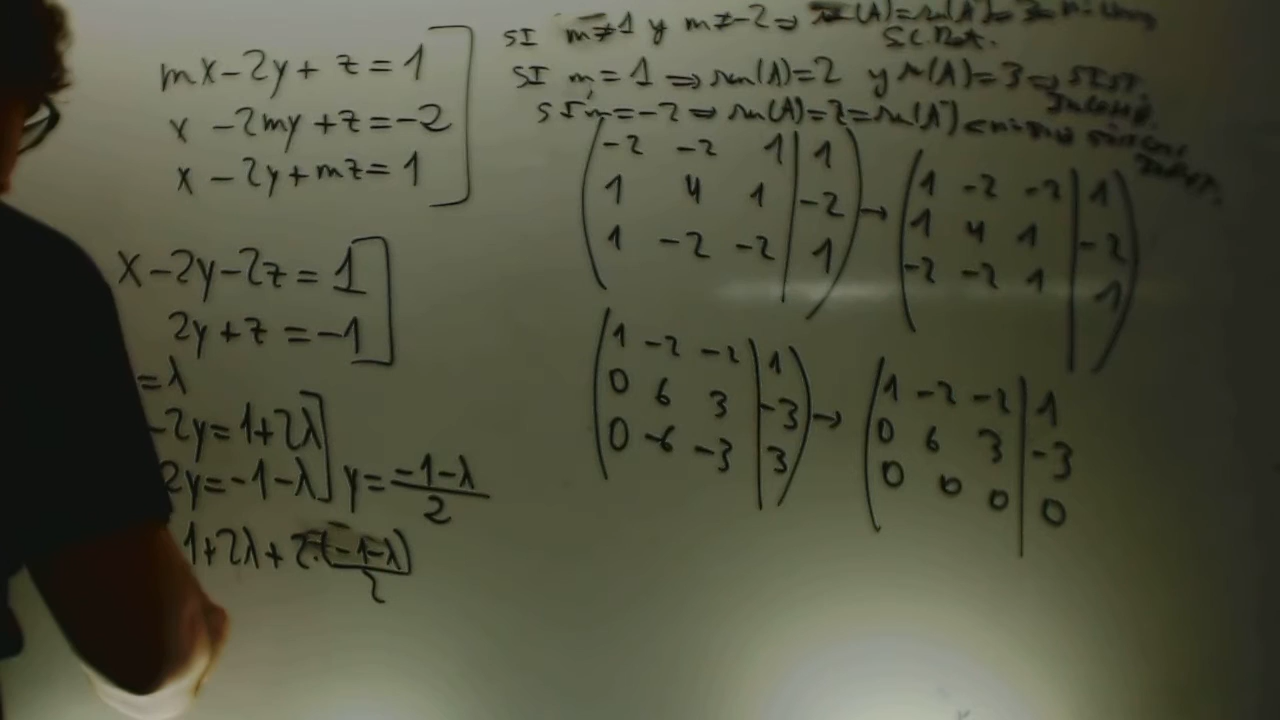 mx-2y+z=1
x-2my+z=-2
x-2y+mz=1
x-2y-2z=1
2y+z=-1
=λ
-2y=1+2λ
2y=-1-λ y=\frac{-1-λ}{2}
1+2λ+2·\frac{(-1-λ)}{2}
SI m≠1 y m≠-2 ⇒
S.C.Det.
SI m=1 ⇒ ran(A)=2 y r(A)=3 ⇒ SIST.
SI m=-2 ⇒ ran(A)=2=ran(A')
-2 -2 1 | 1
1 4 1 | -2
1 -2 -2 | 1
→
1 -2 -2 | 1
1 4 1 | -2
-2 -2 1 | 1
1 -2 -2 | 1
0 6 3 | -3
0 -6 -3 | 3
→
1 -2 -2 | 1
0 6 3 | -3
0 0 0 | 0